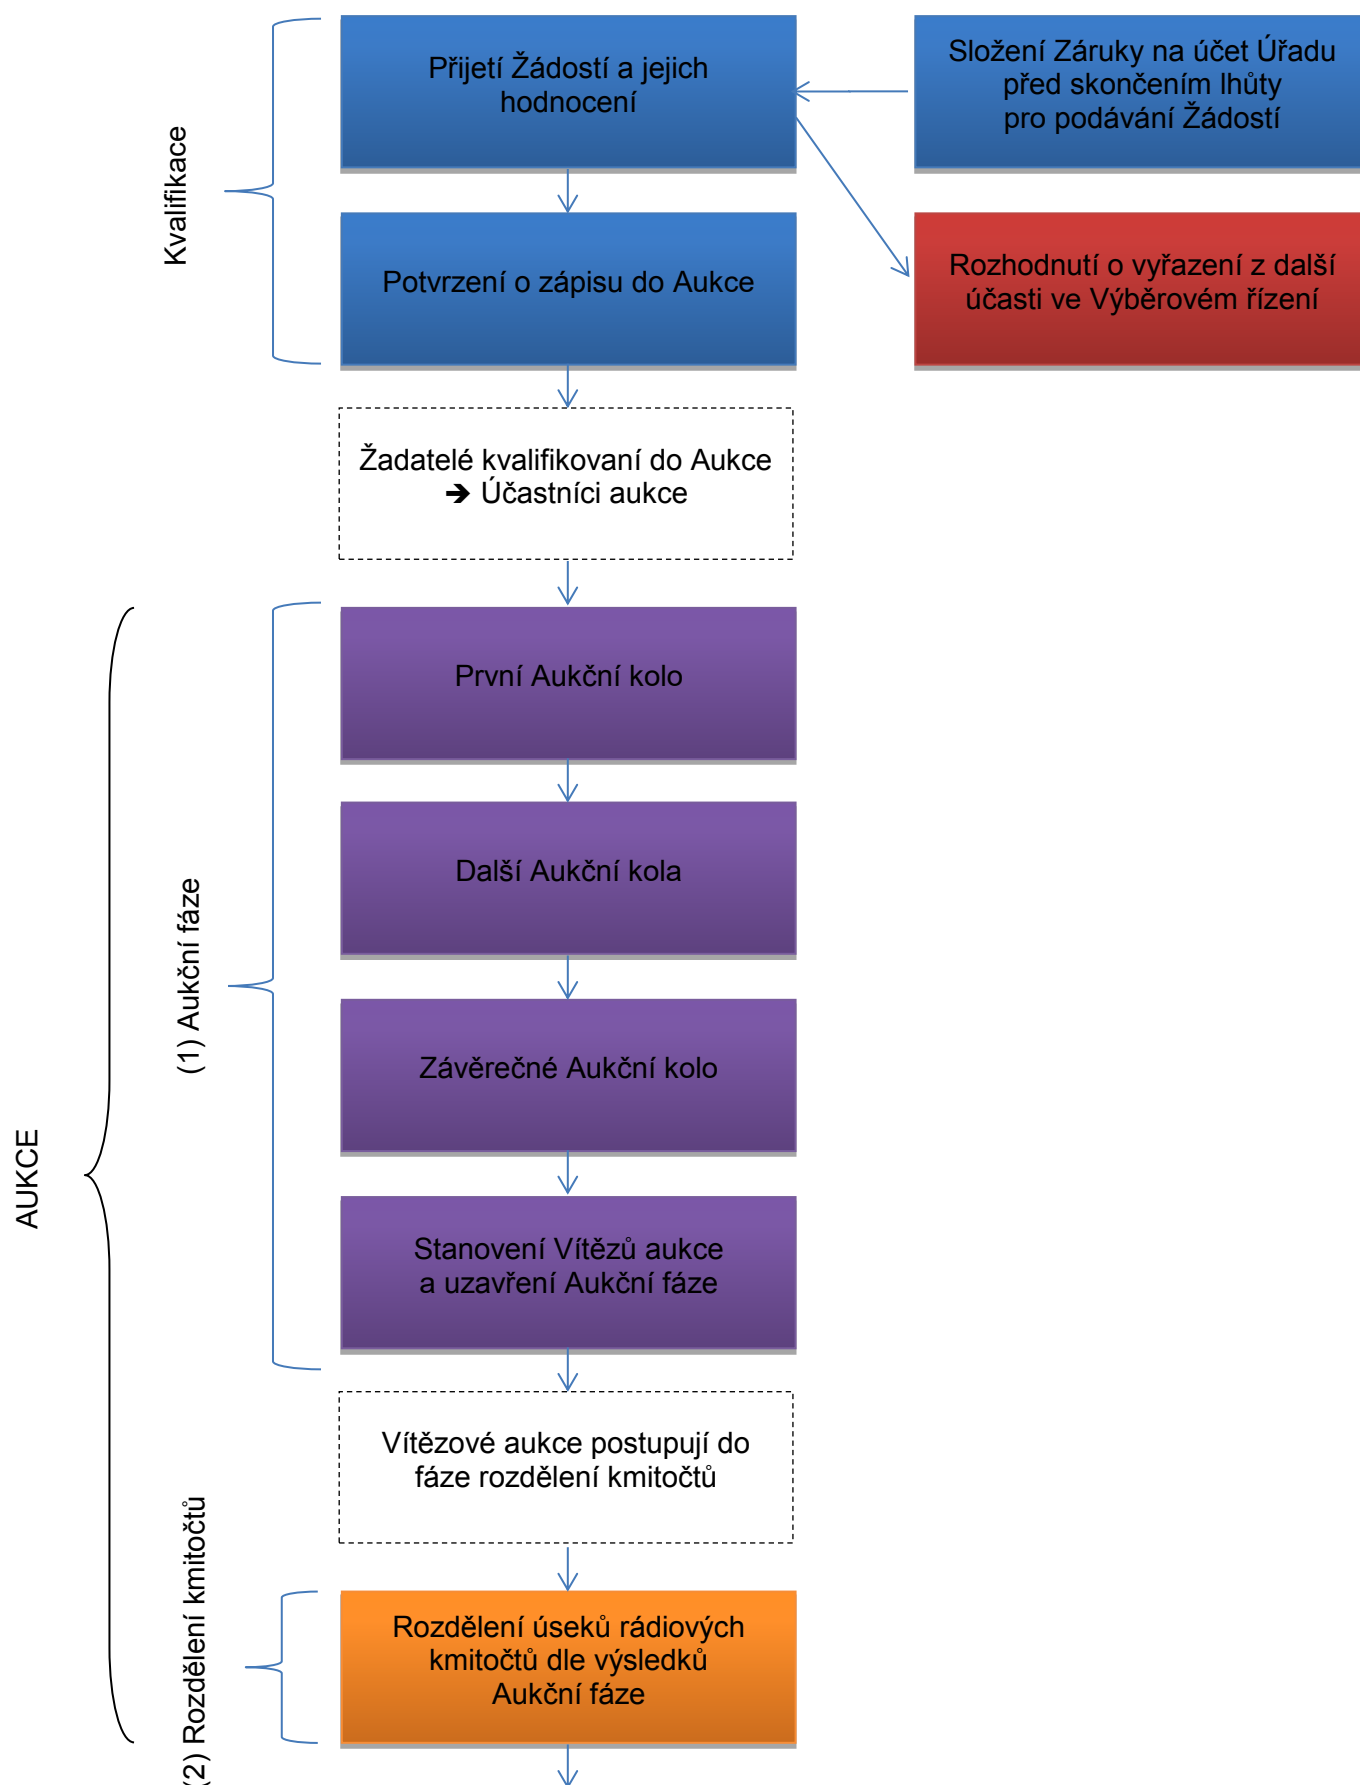 Kvalifikace
Přijetí Žádostí a jejich
hodnocení
Složení Záruky na účet Úřadu
před skončením lhůty
pro podávání Žádostí
Potvrzení o zápisu do Aukce
Rozhodnutí o vyřazení z další
účasti ve Výběrovém řízení
Žadatelé kvalifikovaní do Aukce
➔ Účastníci aukce
AUKCE
(1) Aukční fáze
První Aukční kolo
Další Aukční kola
Závěrečné Aukční kolo
Stanovení Vítězů aukce
a uzavření Aukční fáze
Vítězové aukce postupují do
fáze rozdělení kmitočtů
(2) Rozdělení kmitočtů
Rozdělení úseků rádiových
kmitočtů dle výsledků
Aukční fáze